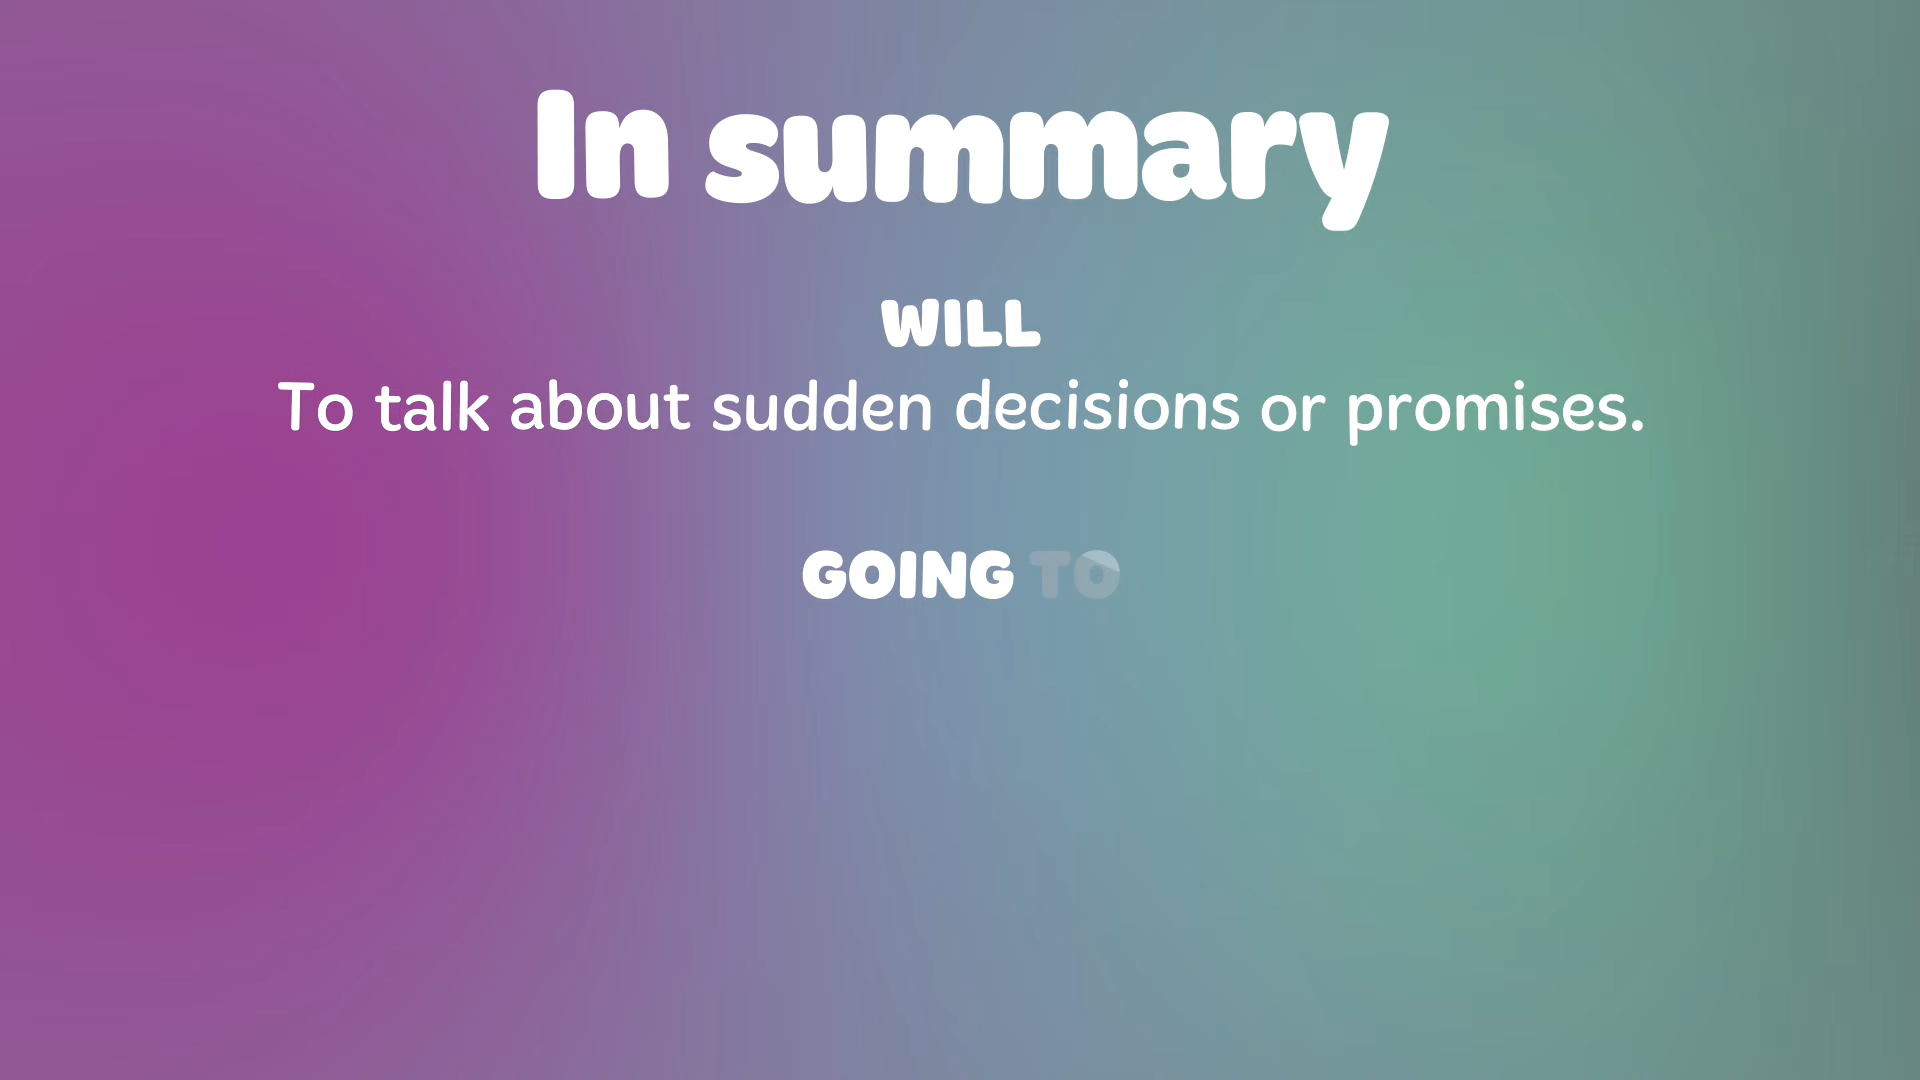 In summary
WILL
To talk about sudden decisions or promises.
GOING TO